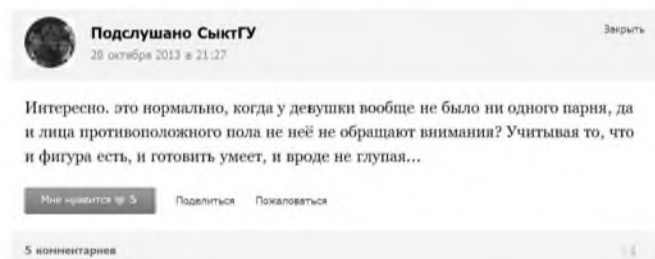 Подслушано СыктГУ
Закрыть
28 октября 2013 в 21:27
Интересно. это нормально, когда у девушки вообще не было ни одного парня, да
и лица противоположного пола не неё не обращают внимания? Учитывая то, что
и фигура есть, и готовить умеет, и вроде не глупая...
Мне нравится 5 Поделиться Пожаловаться
5 комментариев